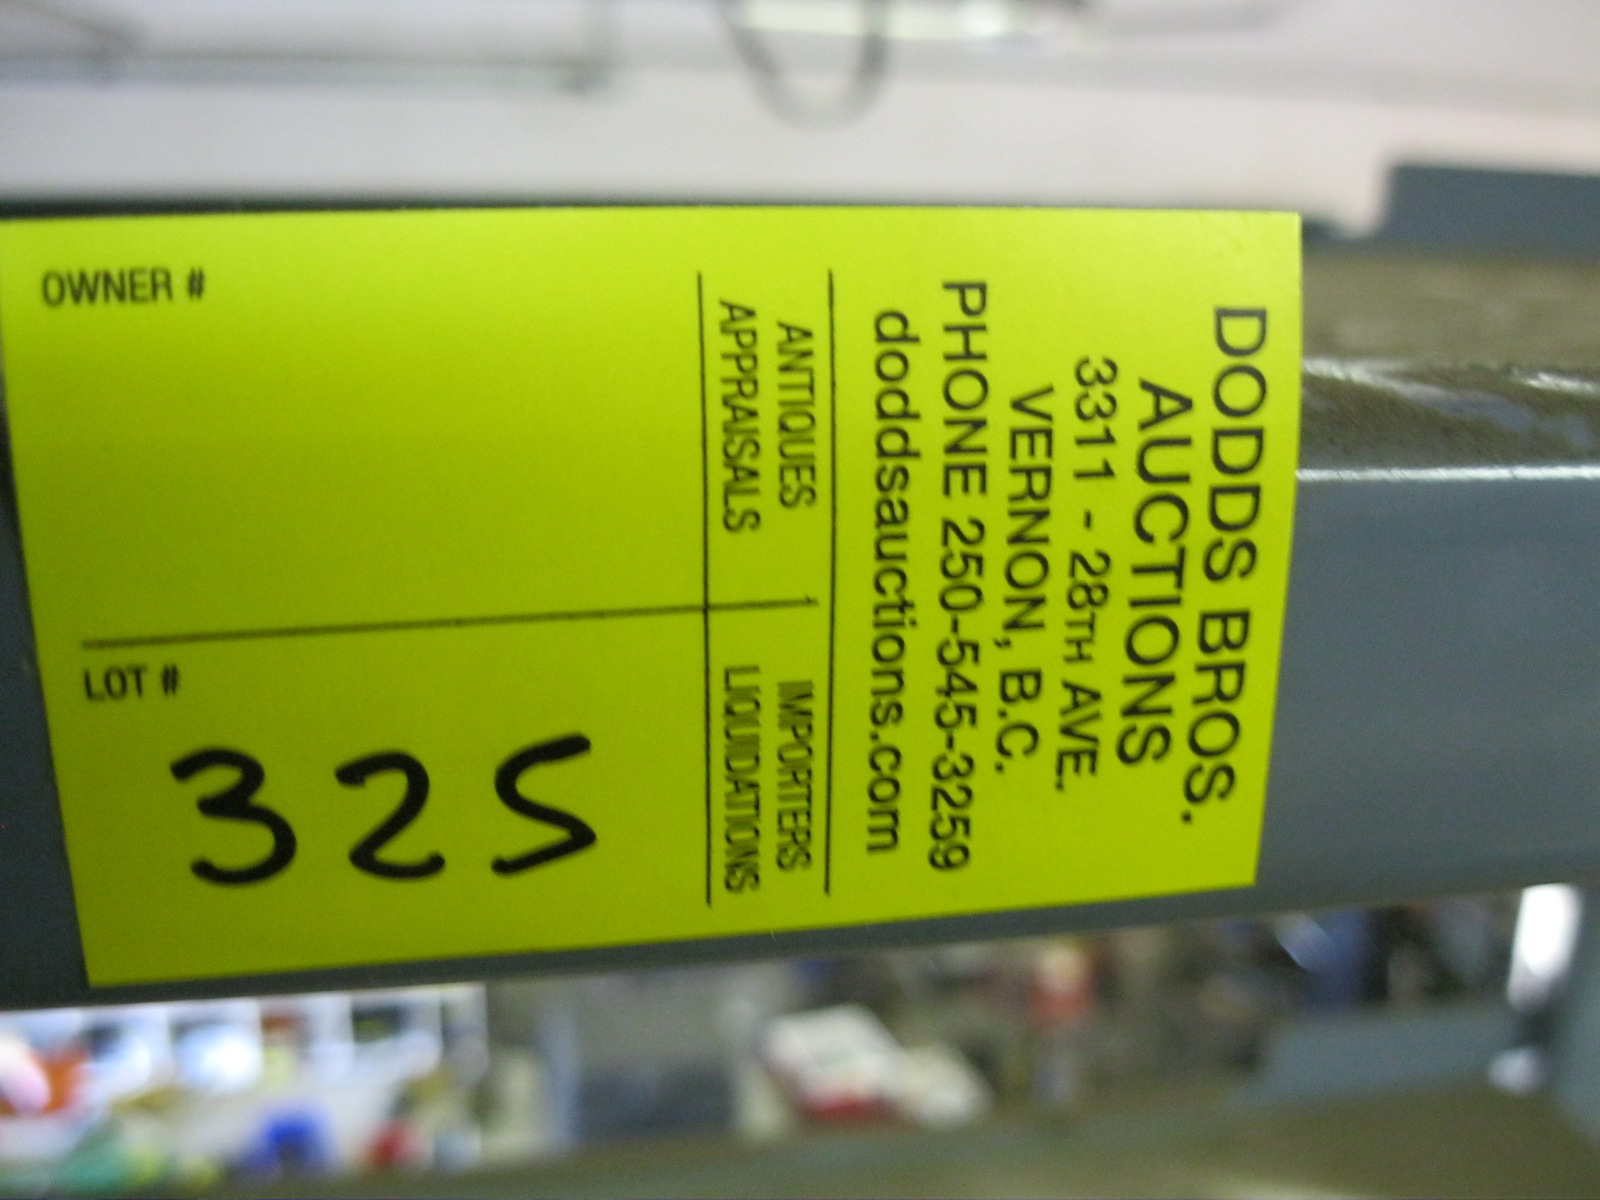 DODDS BROS.
AUCTIONS
3311 - 28TH AVE.
VERNON, B.C.
PHONE 250-545-3259
doddsauctions.com
ANTIQUES
APPRAISALS
IMPORTERS
LIQUIDATIONS
OWNER #
LOT #
325